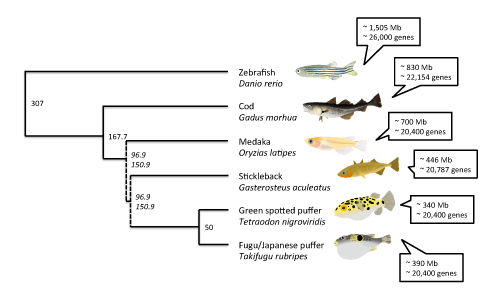 ~ 1,505 Mb
~ 26,000 genes
~ 830 Mb
~ 22,154 genes
Zebrafish
Danio rerio
307
Cod
Gadus morhua
~ 700 Mb
~ 20,400 genes
167.7
Medaka
Oryzias latipes
96.9
150.9
~ 446 Mb
~ 20,787 genes
Stickleback
Gasterosteus aculeatus
96.9
150.9
~ 340 Mb
~ 20,400 genes
Green spotted puffer
Tetraodon nigroviridis
50
Fugu/Japanese puffer
Takifugu rubripes
~ 390 Mb
~ 20,400 genes